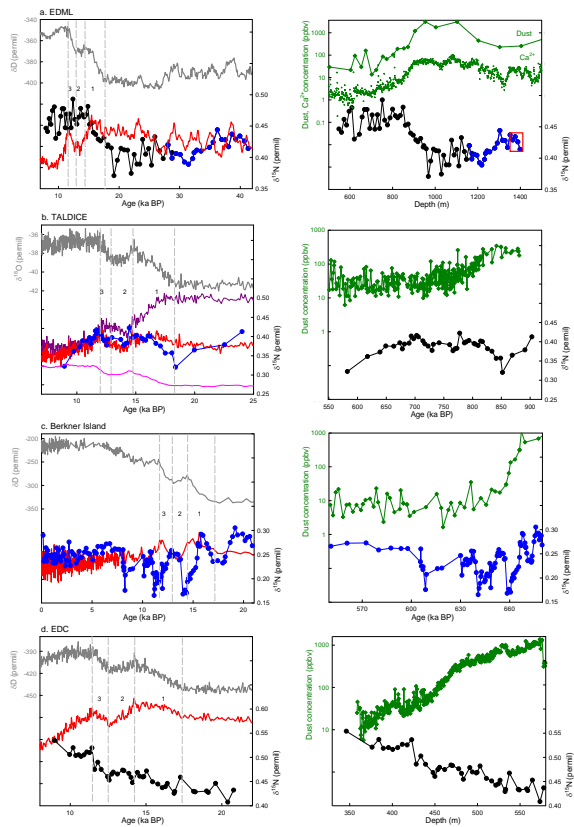 a. EDML
-340
-360
-380
-400
δD (permil)
3 2 1
0.50
0.45
0.40
0.35
δ¹⁵N (permil)
10 20 30 40
Age (ka BP)
1000
100
10
1
0.1
Dust, Ca²⁺ concentration (ppbv)
Dust
Ca²⁺
0.45
0.40
0.35
δ¹⁵N (permil)
600 800 1000 1200 1400
Depth (m)
b. TALDICE
-36
-38
-40
-42
δ¹⁸O (permil)
3 2 1
0.50
0.45
0.40
0.35
0.30
0.25
δ¹⁵N (permil)
10 15 20 25
Age (ka BP)
1000
100
10
1
Dust concentration (ppbv)
0.45
0.40
0.35
0.30
0.25
δ¹⁵N (permil)
550 600 650 700 750 800 850 900
Age (ka BP)
c. Berkner Island
-200
-250
-300
-350
δD (permil)
3 2 1
0.30
0.25
0.20
0.15
δ¹⁵N (permil)
0 5 10 15 20
Age (ka BP)
1000
100
10
1
Dust concentration (ppbv)
0.30
0.25
0.20
0.15
δ¹⁵N (permil)
570 600 630 660
Age (ka BP)
d. EDC
-390
-420
-450
δD (permil)
3 2 1
0.60
0.55
0.50
0.45
0.40
δ¹⁵N (permil)
10 15 20
Age (ka BP)
1000
100
10
Dust concentration (ppbv)
0.55
0.50
0.45
0.40
δ¹⁵N (permil)
350 400 450 500 550
Depth (m)